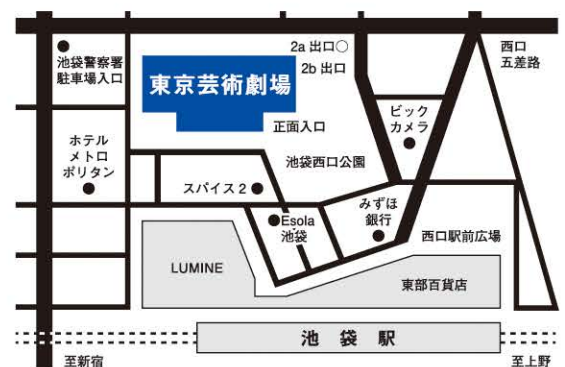 2a 出口
西口
五差路
池袋警察署
駐車場入口
2b 出口
東京芸術劇場
正面入口
ビック
カメラ
ホテル
メトロ
ポリタン
池袋西口公園
スパイス 2
みずほ
銀行
Esola
池袋
西口駅前広場
LUMINE
東部百貨店
池袋駅
至新宿
至上野